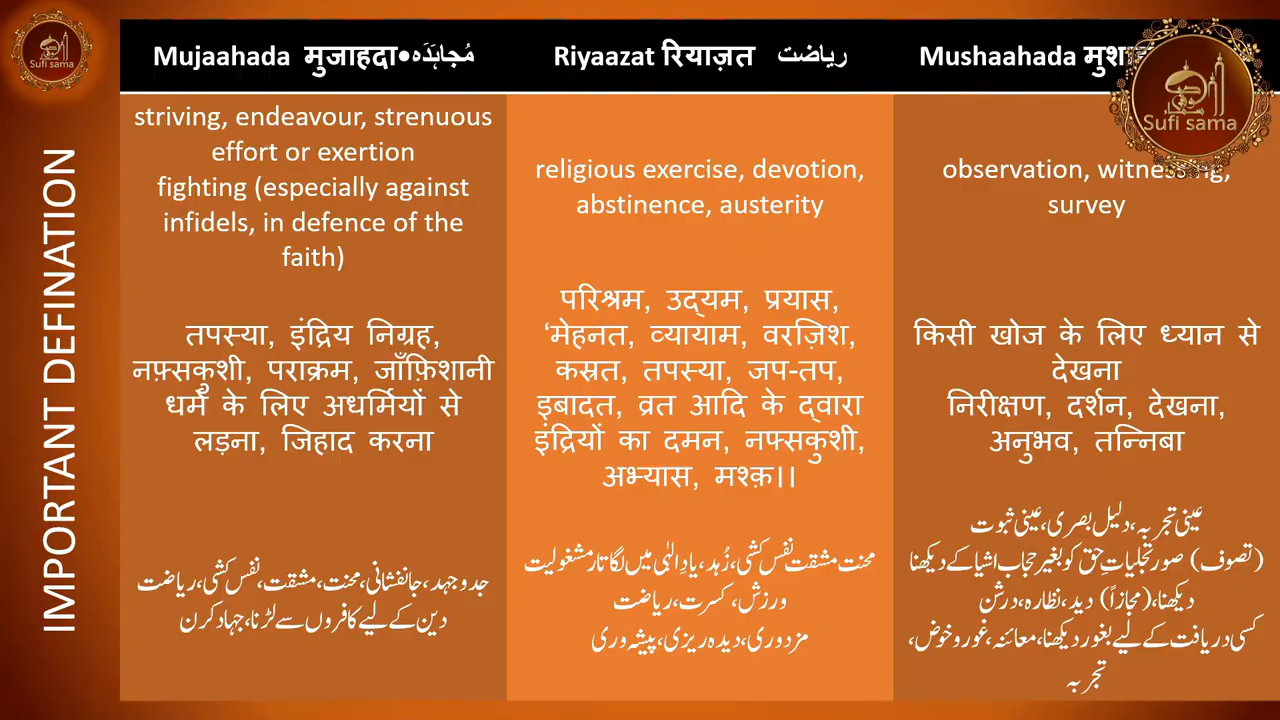 Sufi sama
IMPORTANT DEFINATION
Mujaahada मुजाहदा•مُجاہَدَہ
Riyaazat रियाज़त ریاضت
Mushaahada
Sufi sama
striving, endeavour, strenuous
effort or exertion
fighting (especially against
infidels, in defence of the
faith)
religious exercise, devotion,
abstinence, austerity
observation, witnessing,
survey
तपस्या, इंद्रिय निग्रह,
नफ़्सकुशी, पराक्रम, जाँफ़िशानी
धर्म के लिए अधर्मियों से
लड़ना, जिहाद करना
परिश्रम, उद्यम, प्रयास,
‘मेहनत, व्यायाम, वरज़िश,
कस्रत, तपस्या, जप-तप,
इबादत, व्रत आदि के द्वारा
इंद्रियों का दमन, नफ्सकुशी,
अभ्यास, मश्क़।।
किसी खोज के लिए ध्यान से
देखना
निरीक्षण, दर्शन, देखना,
अनुभव, तन्निबा
جدوجہد، جانفشانی، محنت، مشقت، نفس کشی، ریاضت
دین کے لیے کافروں سے لڑنا، جہاد کرن
محنت مشقت نفس کشی، زُہد، یادِ الٰہی میں لگاتار مشغولیت
ورزش، کسرت، ریاضت
مزدوری، دیدہ ریزی، پیشہ وری
عینی تجربہ، دلیل بصری، عینی ثبوت
(تصوف) صور تجلیاتِ حق کو بغیر حجاب اشیا کے دیکھنا
دیکھنا، (مجازاً) دید، نظارہ، درشن
کسی دریافت کے لیے بغور دیکھنا، معائنہ، غور و خوض،
تجربہ